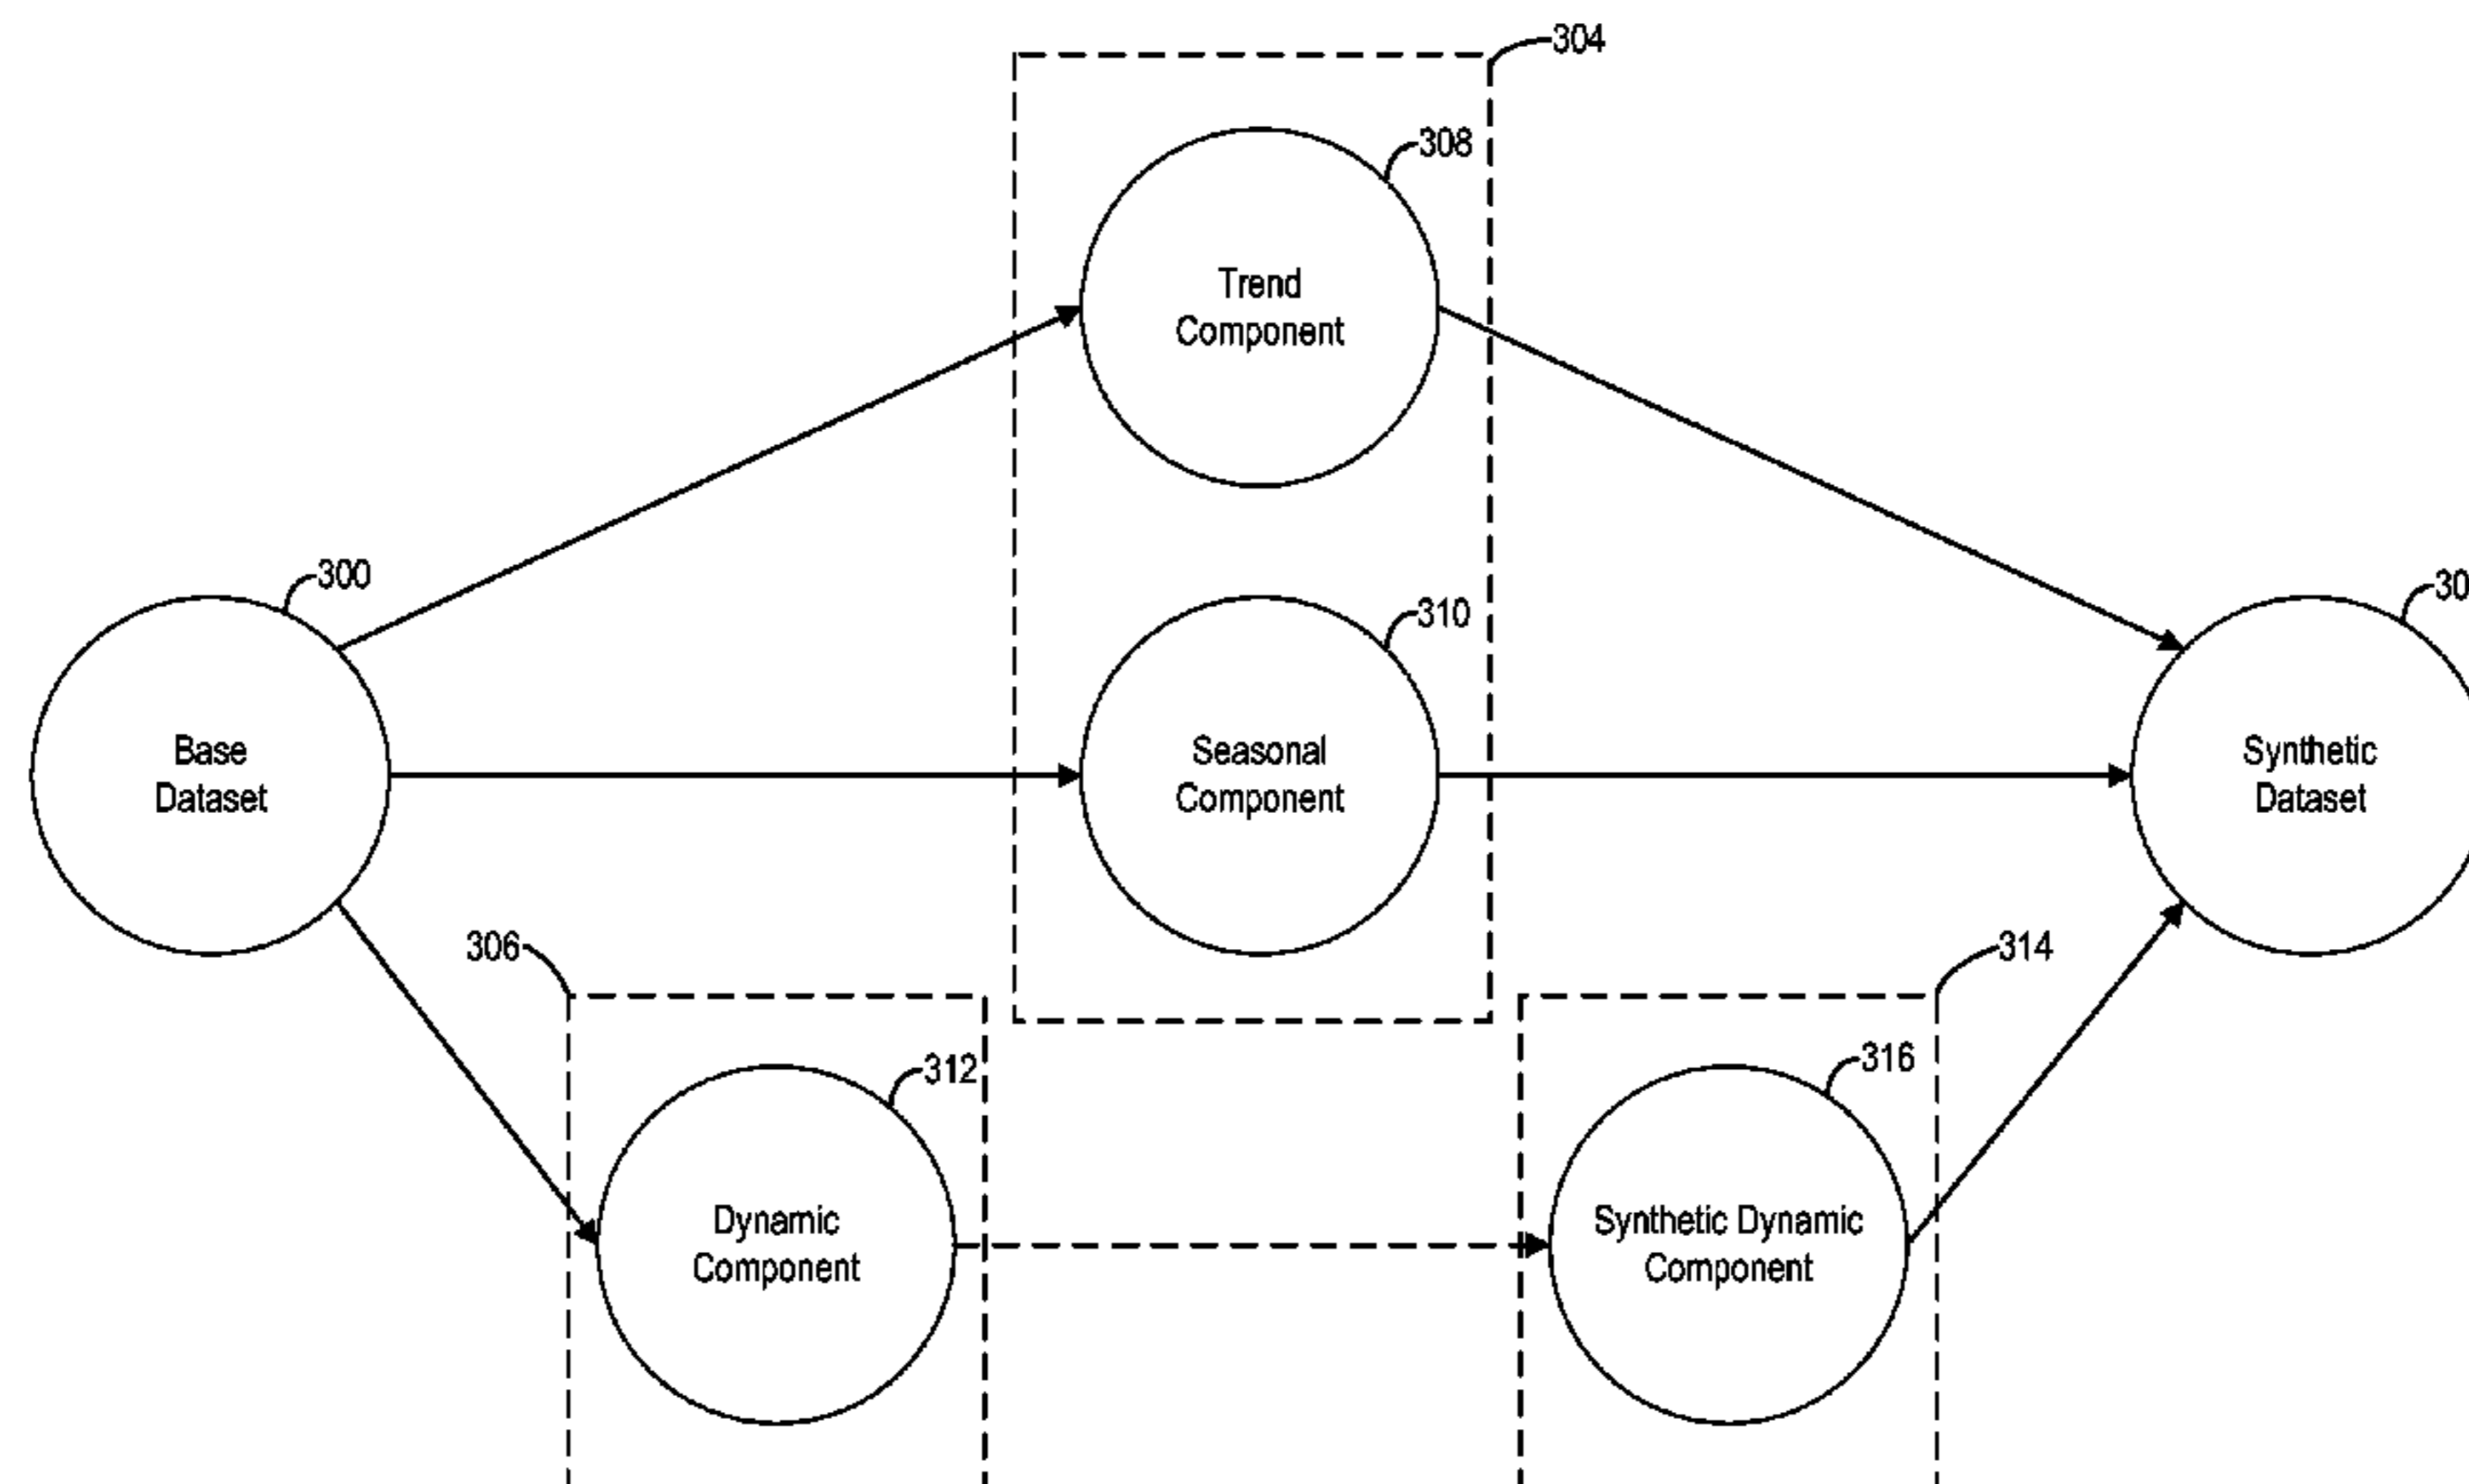 304
308
Trend
Component
300
310
30
Base
Dataset
Seasonal
Component
Synthetic
Dataset
306
314
312
316
Dynamic
Component
Synthetic Dynamic
Component